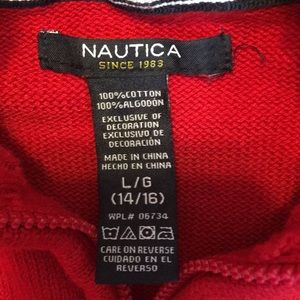 NAUTICA
SINCE 1983
100%COTTON
100%ALGODÓN
EXCLUSIVE OF
DECORATION
EXCLUSIVO DE
DECORACIÓN
MADE IN CHINA
HECHO EN CHINA
L/G
(14/16)
WPL# 06734
CARE ON REVERSE
CUIDADO EN EL
REVERSO